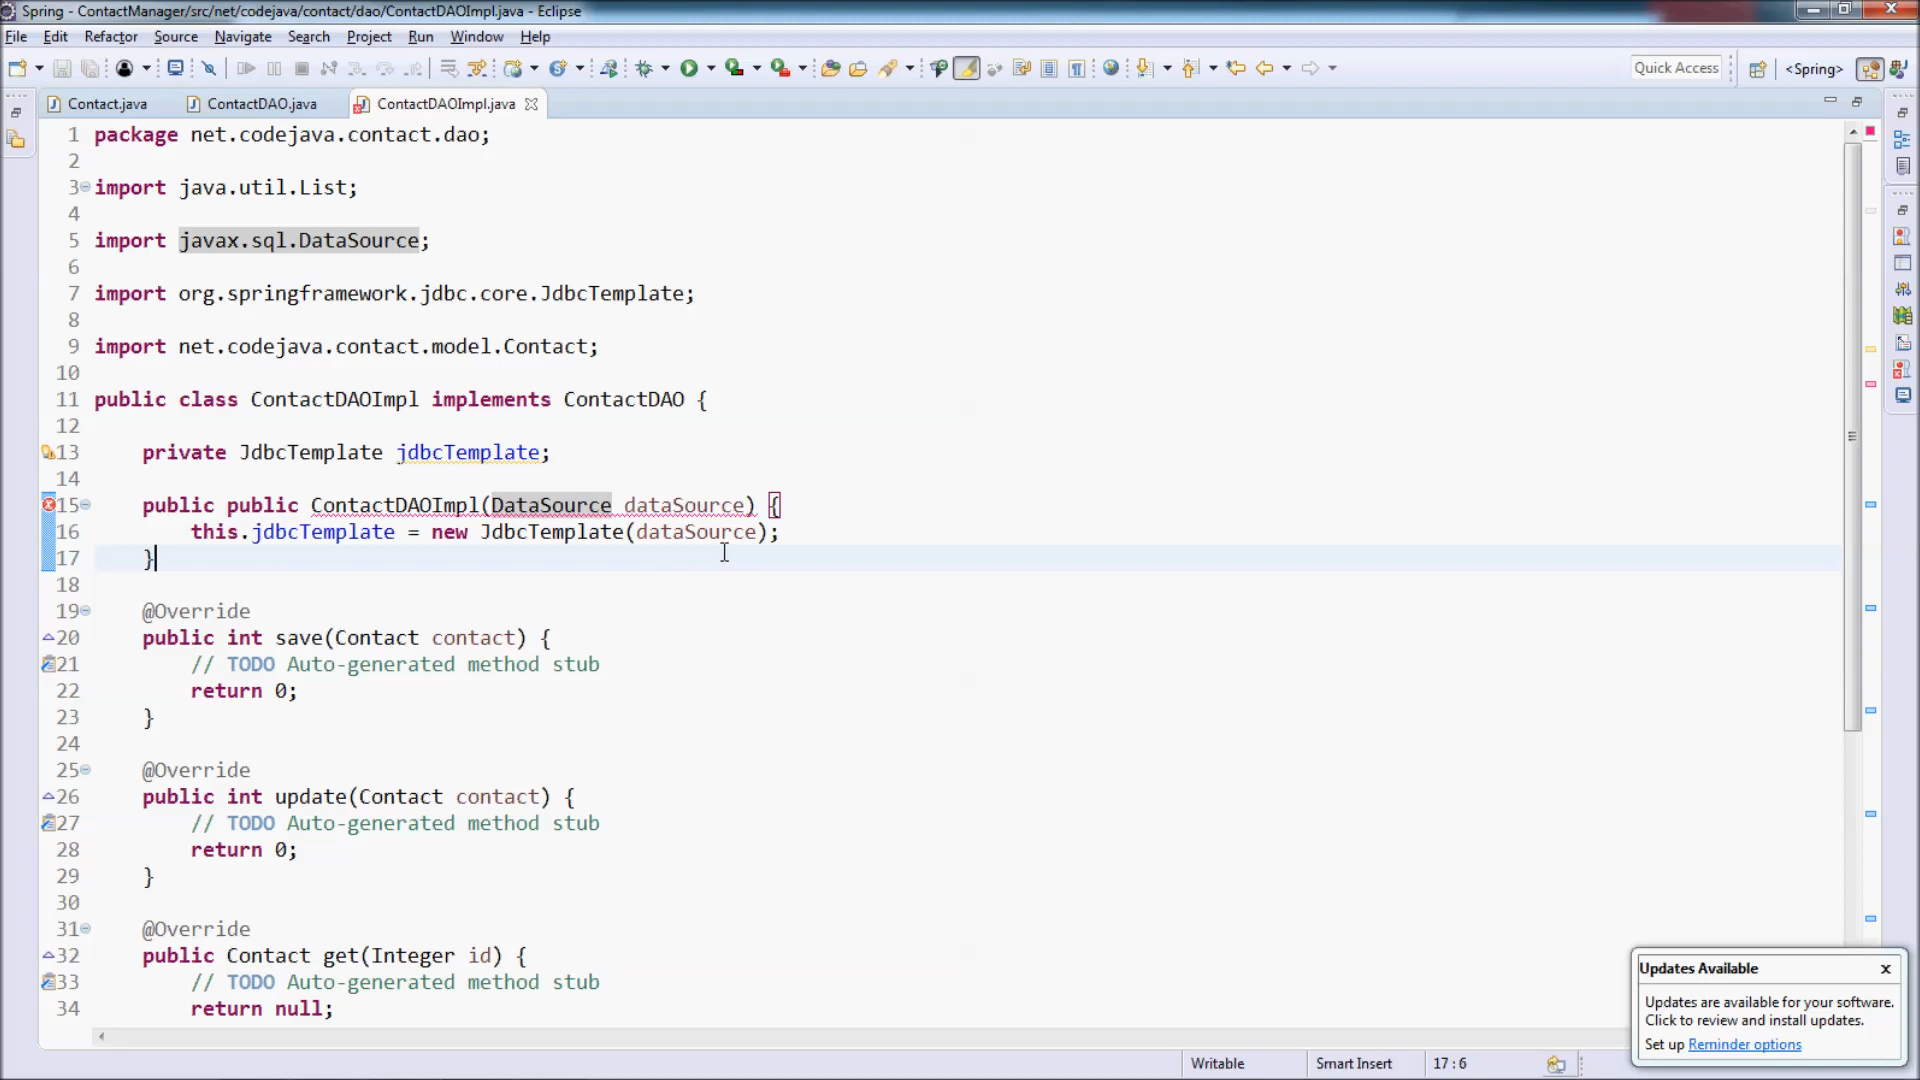 Spring - ContactManager/src/net/codejava/contact/dao/ContactDAOImpl.java - Eclipse
File Edit Refactor Source Navigate Search Project Run Window Help
Quick Access <Spring>
Contact.java ContactDAO.java ContactDAOImpl.java
1 package net.codejava.contact.dao;
2
3 import java.util.List;
4
5 import javax.sql.DataSource;
6
7 import org.springframework.jdbc.core.JdbcTemplate;
8
9 import net.codejava.contact.model.Contact;
10
11 public class ContactDAOImpl implements ContactDAO {
12
13 private JdbcTemplate jdbcTemplate;
14
15 public public ContactDAOImpl(DataSource dataSource) {
16 this.jdbcTemplate = new JdbcTemplate(dataSource);
17 }
18
19 @Override
20 public int save(Contact contact) {
21 // TODO Auto-generated method stub
22 return 0;
23 }
24
25 @Override
26 public int update(Contact contact) {
27 // TODO Auto-generated method stub
28 return 0;
29 }
30
31 @Override
32 public Contact get(Integer id) {
33 // TODO Auto-generated method stub
34 return null;
Updates Available
Updates are available for your software.
Click to review and install updates.
Set up Reminder options
Writable Smart Insert 17 : 6